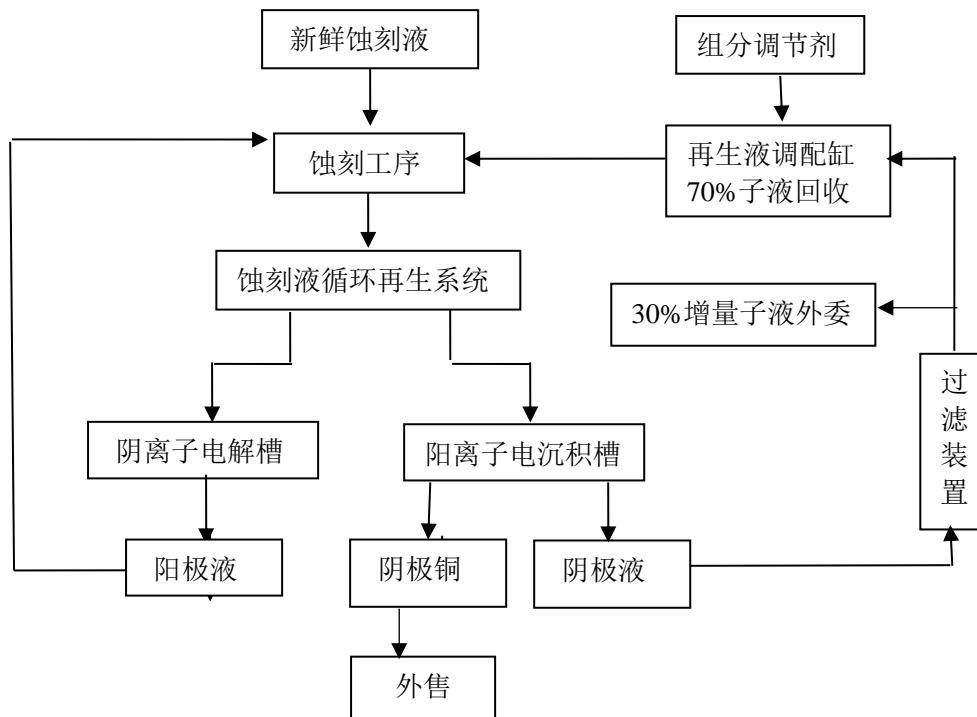 新鲜蚀刻液
组分调节剂
蚀刻工序
再生液调配缸
70%子液回收
蚀刻液循环再生系统
30%增量子液外委
过
滤
装
置
阴离子电解槽
阳离子电沉积槽
阳极液
阴极铜
阴极液
外售